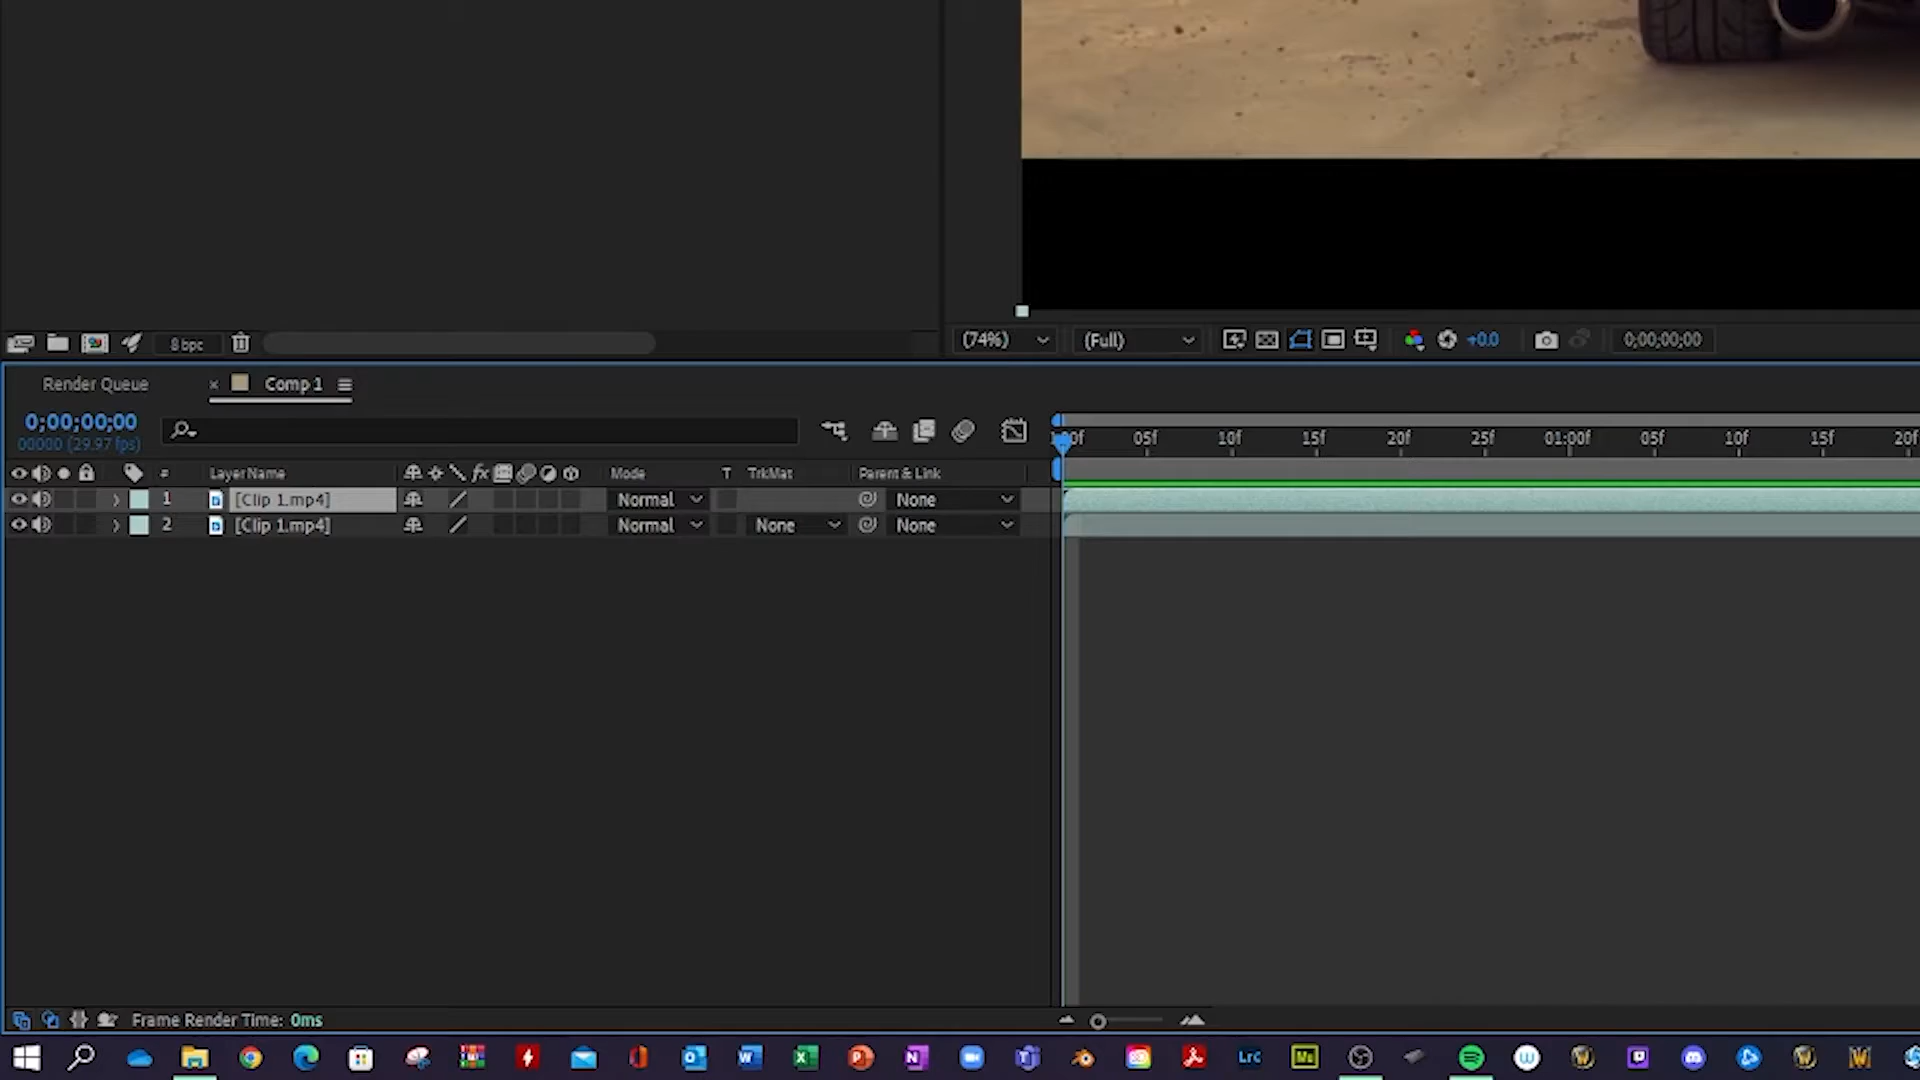 8 bpc
(74%) (Full) +0.0 0;00;00;00
Render Queue
× Comp 1
0;00;00;00
00000 (29.97 fps)
05f 10f 15f 20f 25f 01:00f 05f 10f 15f 20f
# Layer Name Mode T TrkMat Parent & Link
1 [Clip 1.mp4] Normal None
2 [Clip 1.mp4] Normal None None
Frame Render Time: 0ms
LrC
Mu